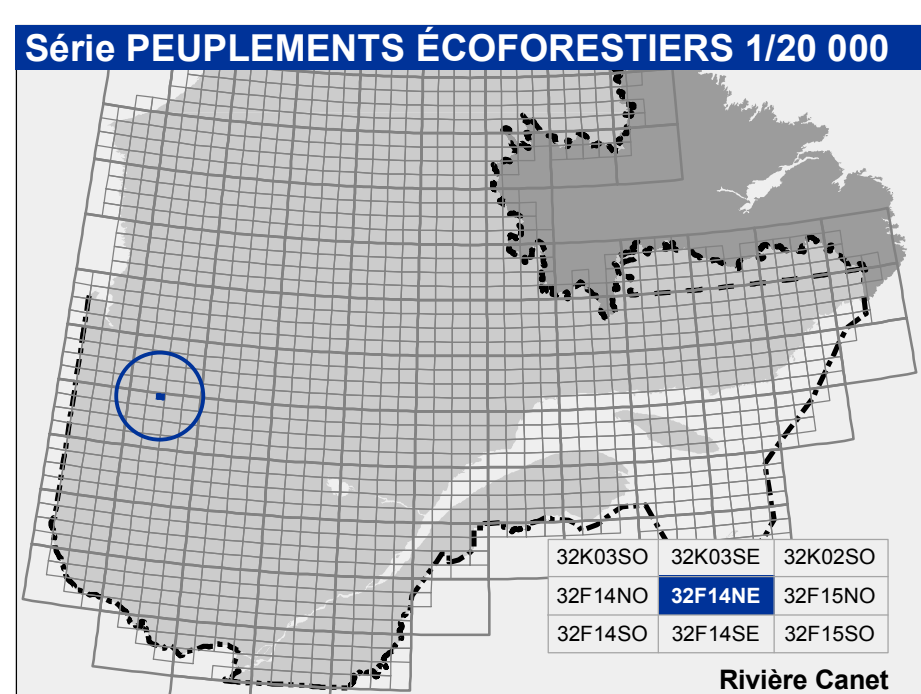 Série PEUPLEMENTS ÉCOFORESTIERS 1/20 000
32K03SO 32K03SE 32K02SO
32F14NO 32F14NE 32F15NO
32F14SO 32F14SE 32F15SO
Rivière Canet